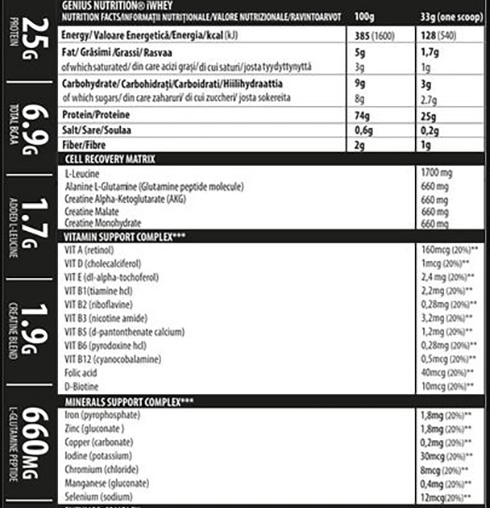 GENIUS NUTRITION® iWHEY
NUTRITION FACTS/INFORMAȚII NUTRIȚIONALE/VALORE NUTRIZIONALE/RAVINTOARVOT 100g 33g (one scoop)
Energy/ Valoare Energetică/Energia/kcal (kJ) 385 (1600) 128 (540)
Fat/ Grăsimi /Grassi/ Rasvaa 5g 1,7g
of which saturated/ din care acizi grași/ di cui saturi/ josta tyydyttynyttä 3g 1g
Carbohydrate/ Carbohidrați/Carboidrati/Hiilihydraattia 9g 3g
of which sugars/ din care zaharuri/ di cui zuccheri/ josta sokereita 8g 2.7g
Protein/Proteine 74g 25g
Salt/Sare/Soulaa 0,6g 0,2g
Fiber/Fibre 2g 1g
CELL RECOVERY MATRIX
L-Leucine 1700 mg
Alanine L-Glutamine (Glutamine peptide molecule) 660 mg
Creatine Alpha-Ketoglutarate (AKG) 660 mg
Creatine Malate 660 mg
Creatine Monohydrate 660 mg
VITAMIN SUPPORT COMPLEX***
VIT A (retinol) 160mcg (20%)**
VIT D (cholecalciferol) 1mcg (20%)**
VIT E (dl-alpha-tochoferol) 2,4 mg (20%)**
VIT B1(tiamine hcl) 2,2mg (20%)**
VIT B2 (riboflavine) 0,28mg (20%)**
VIT B3 (nicotine amide) 3,2mg (20%)**
VIT B5 (d-pantonthenate calcium) 1,2mg (20%)**
VIT B6 (pyrodoxine hcl) 0,28mg (20%)**
VIT B12 (cyanocobalamine) 0,5mcg (20%)**
Folic acid 40mcg (20%)**
D-Biotine 10mcg (20%)**
MINERALS SUPPORT COMPLEX***
Iron (pyrophosphate) 1,8mg (20%)**
Zinc (gluconate ) 1,8mg (20%)**
Copper (carbonate) 0,2mg (20%)**
Iodine (potassium) 30mcg (20%)**
Chromium (chloride) 8mcg (20%)**
Manganese (gluconate) 0,4mg (20%)**
Selenium (sodium) 12mcg(20%)**
25G
PROTEIN
6.9G
TOTAL BCAA
1.7G
ADDED L-LEUCINE
1.9G
CREATINE BLEND
660MG
L-GLUTAMINE PEPTIDE